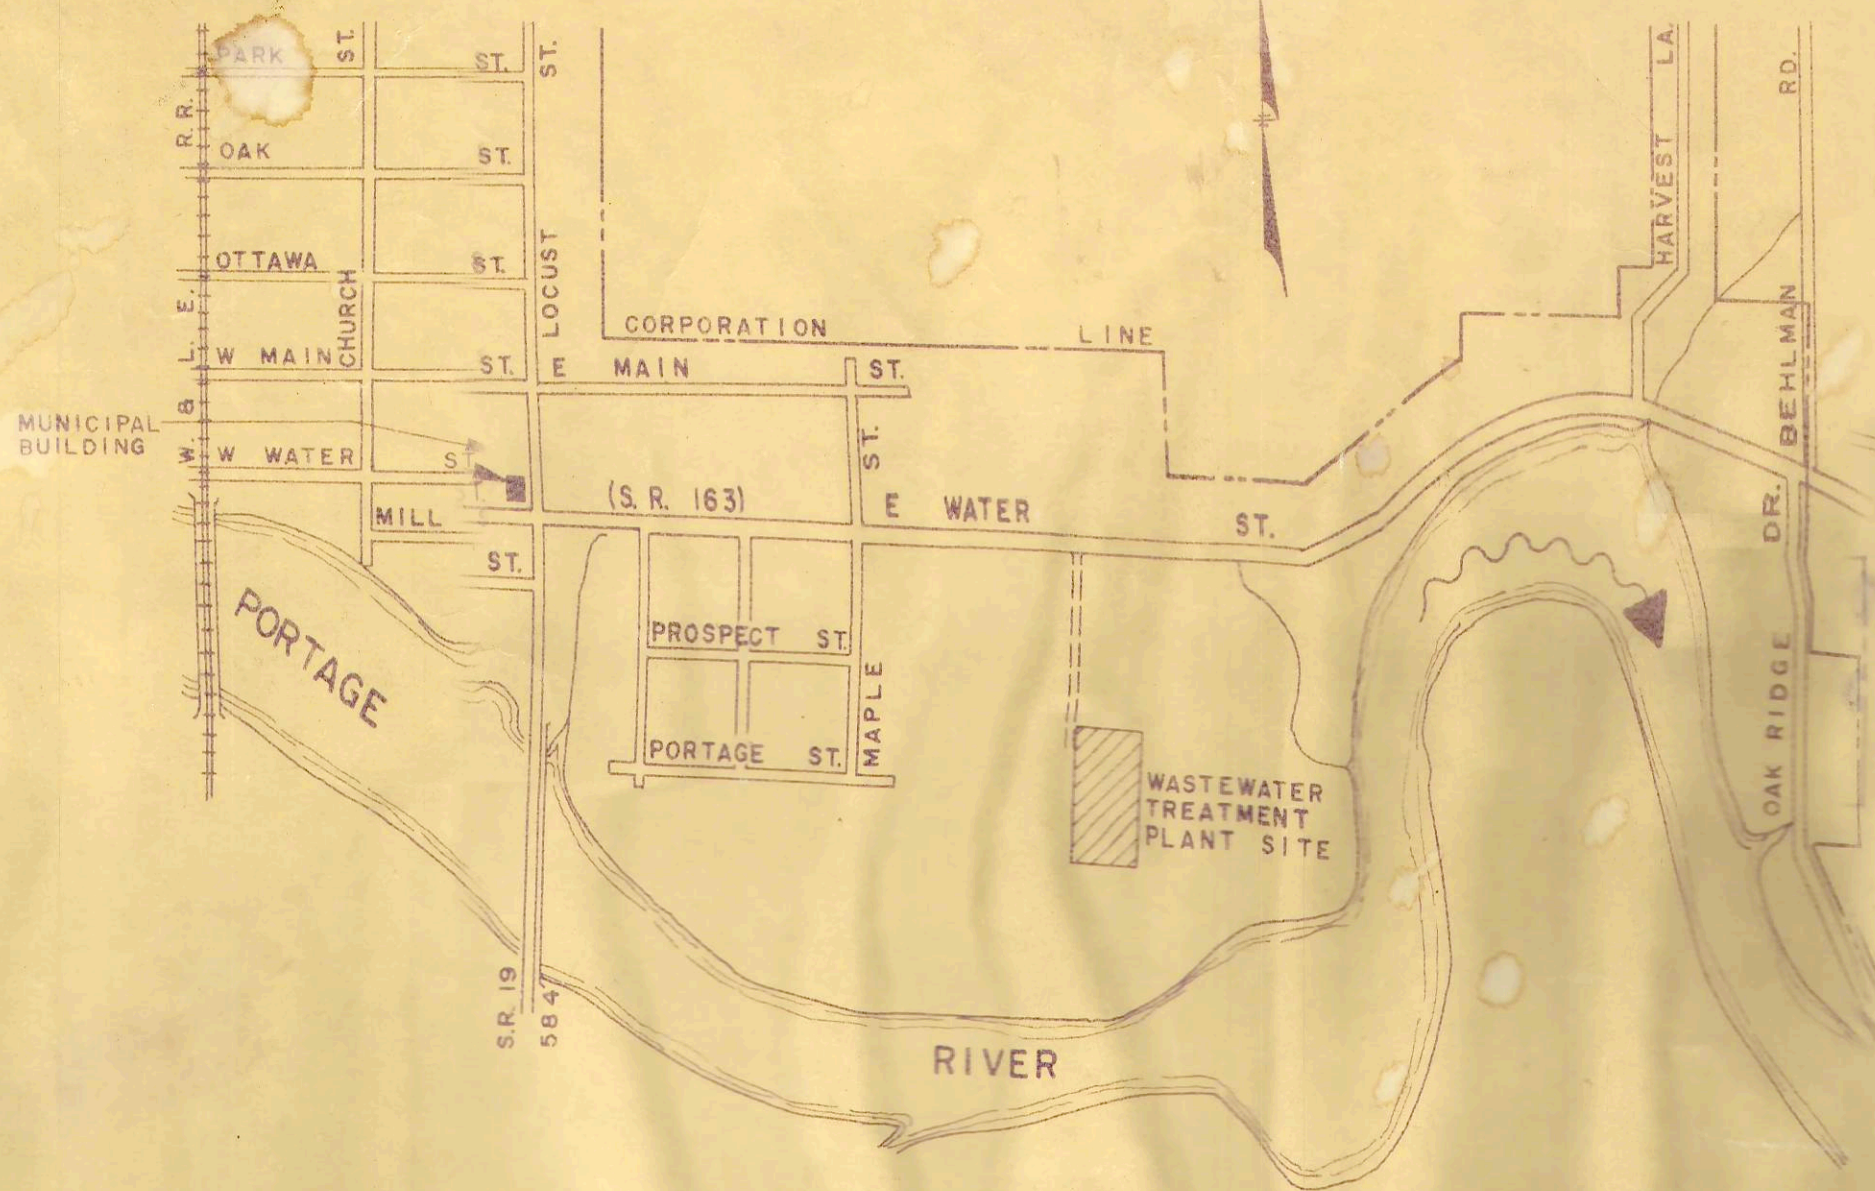 PARK ST.
ST.
ST.
OAK ST.
OTTAWA ST.
CHURCH
LOCUST
W. & L. E. R. R.
W MAIN ST.
E MAIN ST.
CORPORATION LINE
MUNICIPAL
BUILDING
W WATER ST.
MILL ST.
(S. R. 163)
E WATER ST.
MAPLE ST.
PROSPECT ST.
PORTAGE ST.
PORTAGE
RIVER
WASTEWATER
TREATMENT
PLANT SITE
S.R. 19
584
HARVEST LA.
BEHLMAN RD.
OAK RIDGE DR.